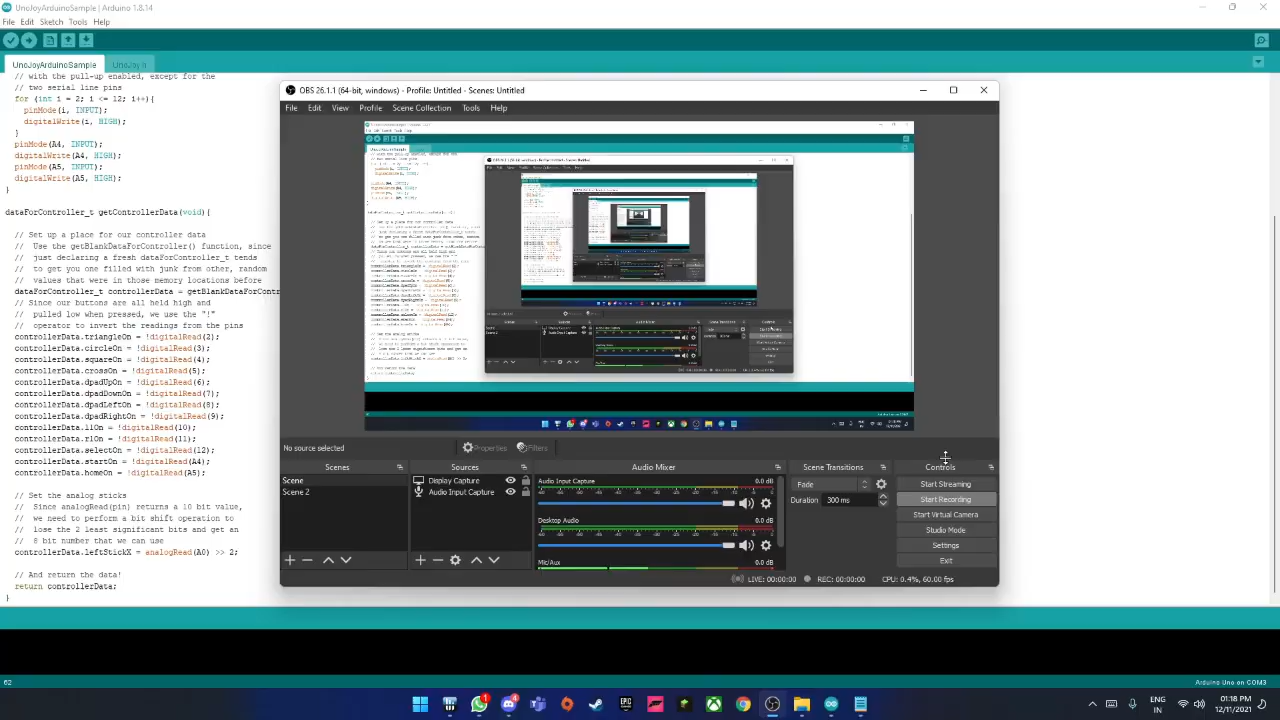 UnoJoyArduinoSample | Arduino 1.8.14
File Edit Sketch Tools Help
UnoJoyArduinoSample UnoJoy.h
// with the pull-up enabled, except for the
// two serial line pins
for (int i = 2; i <= 12; i++){
pinMode(i, INPUT);
digitalWrite(i, HIGH);
}
pinMode(A4, INPUT);
digitalWrite(A4, HIGH);
pinMode(A5, INPUT);
digitalWrite(A5, HIGH);
}
dataForController_t getControllerData(void){
// Set up a place for our controller data
// Use the getBlankDataForController() function, since
// just declaring a fresh dataForController_t tends
// to get you one filled with junk from other, random
// values that were in those memory locations before
dataForController_t controllerData = getBlankDataForContr
// Since our buttons are all held high and
// pulled low when pressed, we use the "!"
// operator to invert the readings from the pins
controllerData.triangleOn = !digitalRead(2);
controllerData.circleOn = !digitalRead(3);
controllerData.squareOn = !digitalRead(4);
controllerData.crossOn = !digitalRead(5);
controllerData.dpadUpOn = !digitalRead(6);
controllerData.dpadDownOn = !digitalRead(7);
controllerData.dpadLeftOn = !digitalRead(8);
controllerData.dpadRightOn = !digitalRead(9);
controllerData.l1On = !digitalRead(10);
controllerData.r1On = !digitalRead(11);
controllerData.selectOn = !digitalRead(12);
controllerData.startOn = !digitalRead(A4);
controllerData.homeOn = !digitalRead(A5);
// Set the analog sticks
// Since analogRead(pin) returns a 10 bit value,
// we need to perform a bit shift operation to
// lose the 2 least significant bits and get an
// 8 bit number that we can use
controllerData.leftStickX = analogRead(A0) >> 2;
// And return the data!
return controllerData;
}
OBS 26.1.1 (64-bit, windows) - Profile: Untitled - Scenes: Untitled
File Edit View Profile Scene Collection Tools Help
No source selected Properties Filters
Scenes
Scene
Scene 2
Sources
Display Capture
Audio Input Capture
Audio Mixer
Audio Input Capture 0.0 dB
Desktop Audio 0.0 dB
Mic/Aux 0.0 dB
Scene Transitions
Fade
Duration 300 ms
Controls
Start Streaming
Start Recording
Start Virtual Camera
Studio Mode
Settings
Exit
LIVE: 00:00:00 REC: 00:00:00 CPU: 0.4%, 60.00 fps
62 Arduino Uno on COM3
1 4
ENG
IN
01:18 PM
12/11/2021